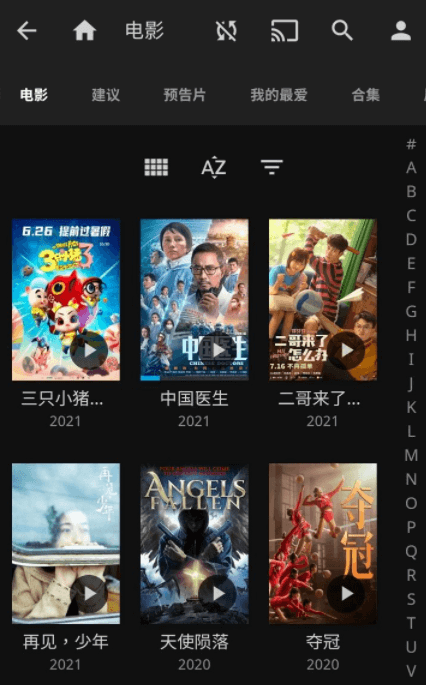 电影
电影
建议
预告片
我的最爱
合集
AZ
#
A
B
C
D
E
F
G
H
I
J
K
L
M
N
O
P
Q
R
S
T
U
V
6.26 提前过暑假
3
中国医生
二哥来了
怎么办
7.16
三只小猪...
2021
中国医生
2021
二哥来了...
2021
再见少年
ANGELS
FALLEN
夺冠
再见，少年
2021
天使陨落
2020
夺冠
2020